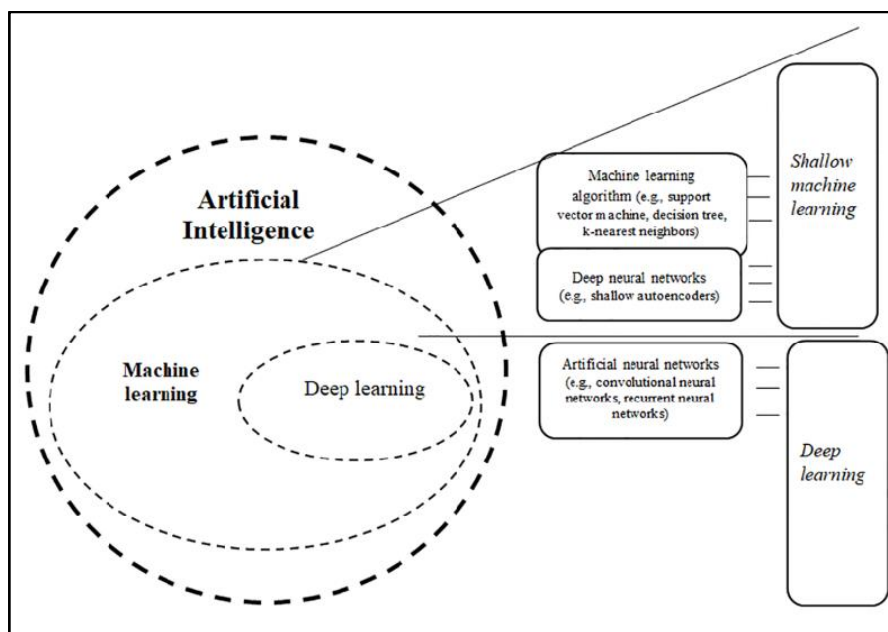 Artificial
Intelligence
Machine
learning
Deep learning
Machine learning
algorithm (e.g., support
vector machine, decision tree,
k-nearest neighbors)
Deep neural networks
(e.g., shallow autoencoders)
Artificial neural networks
(e.g., convolutional neural
networks, recurrent neural
networks)
Shallow
machine
learning
Deep
learning